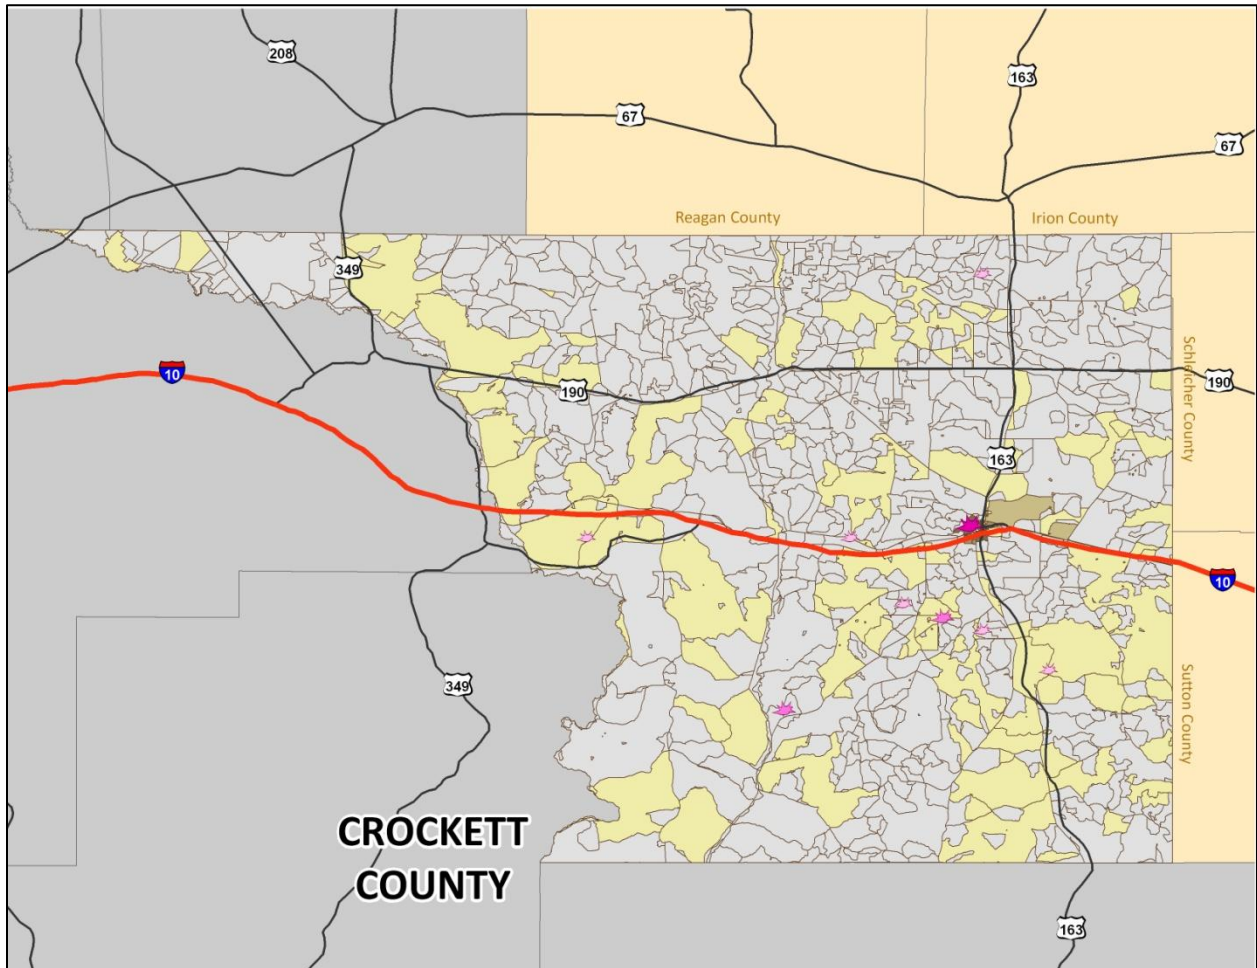 208
163
67
67
Reagan County
Irion County
349
Schleicher County
10
190
190
163
10
Sutton County
349
CROCKETT
COUNTY
163